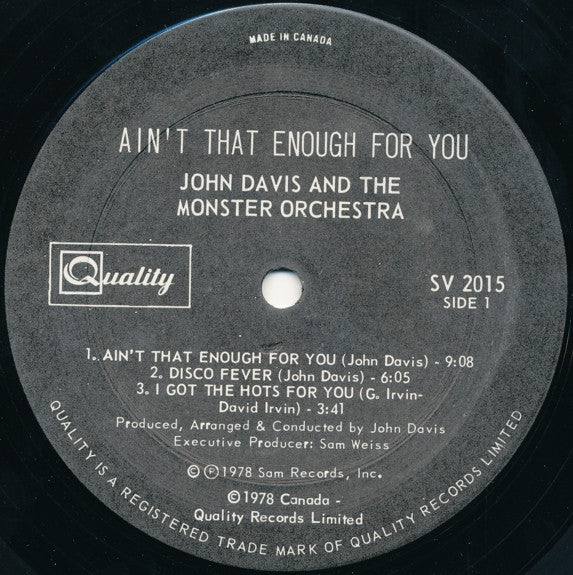 MADE IN CANADA
AIN'T THAT ENOUGH FOR YOU
JOHN DAVIS AND THE
MONSTER ORCHESTRA
Quality
SV 2015
SIDE 1
1. AIN'T THAT ENOUGH FOR YOU (John Davis) - 9:08
2. DISCO FEVER (John Davis) - 6:05
3. I GOT THE HOTS FOR YOU (G. Irvin-
David Irvin) - 3:41
Produced, Arranged & Conducted by John Davis
Executive Producer: Sam Weiss
© ℗ 1978 Sam Records, Inc.
©1978 Canada -
Quality Records Limited
QUALITY IS A REGISTERED TRADE MARK OF QUALITY RECORDS LIMITED